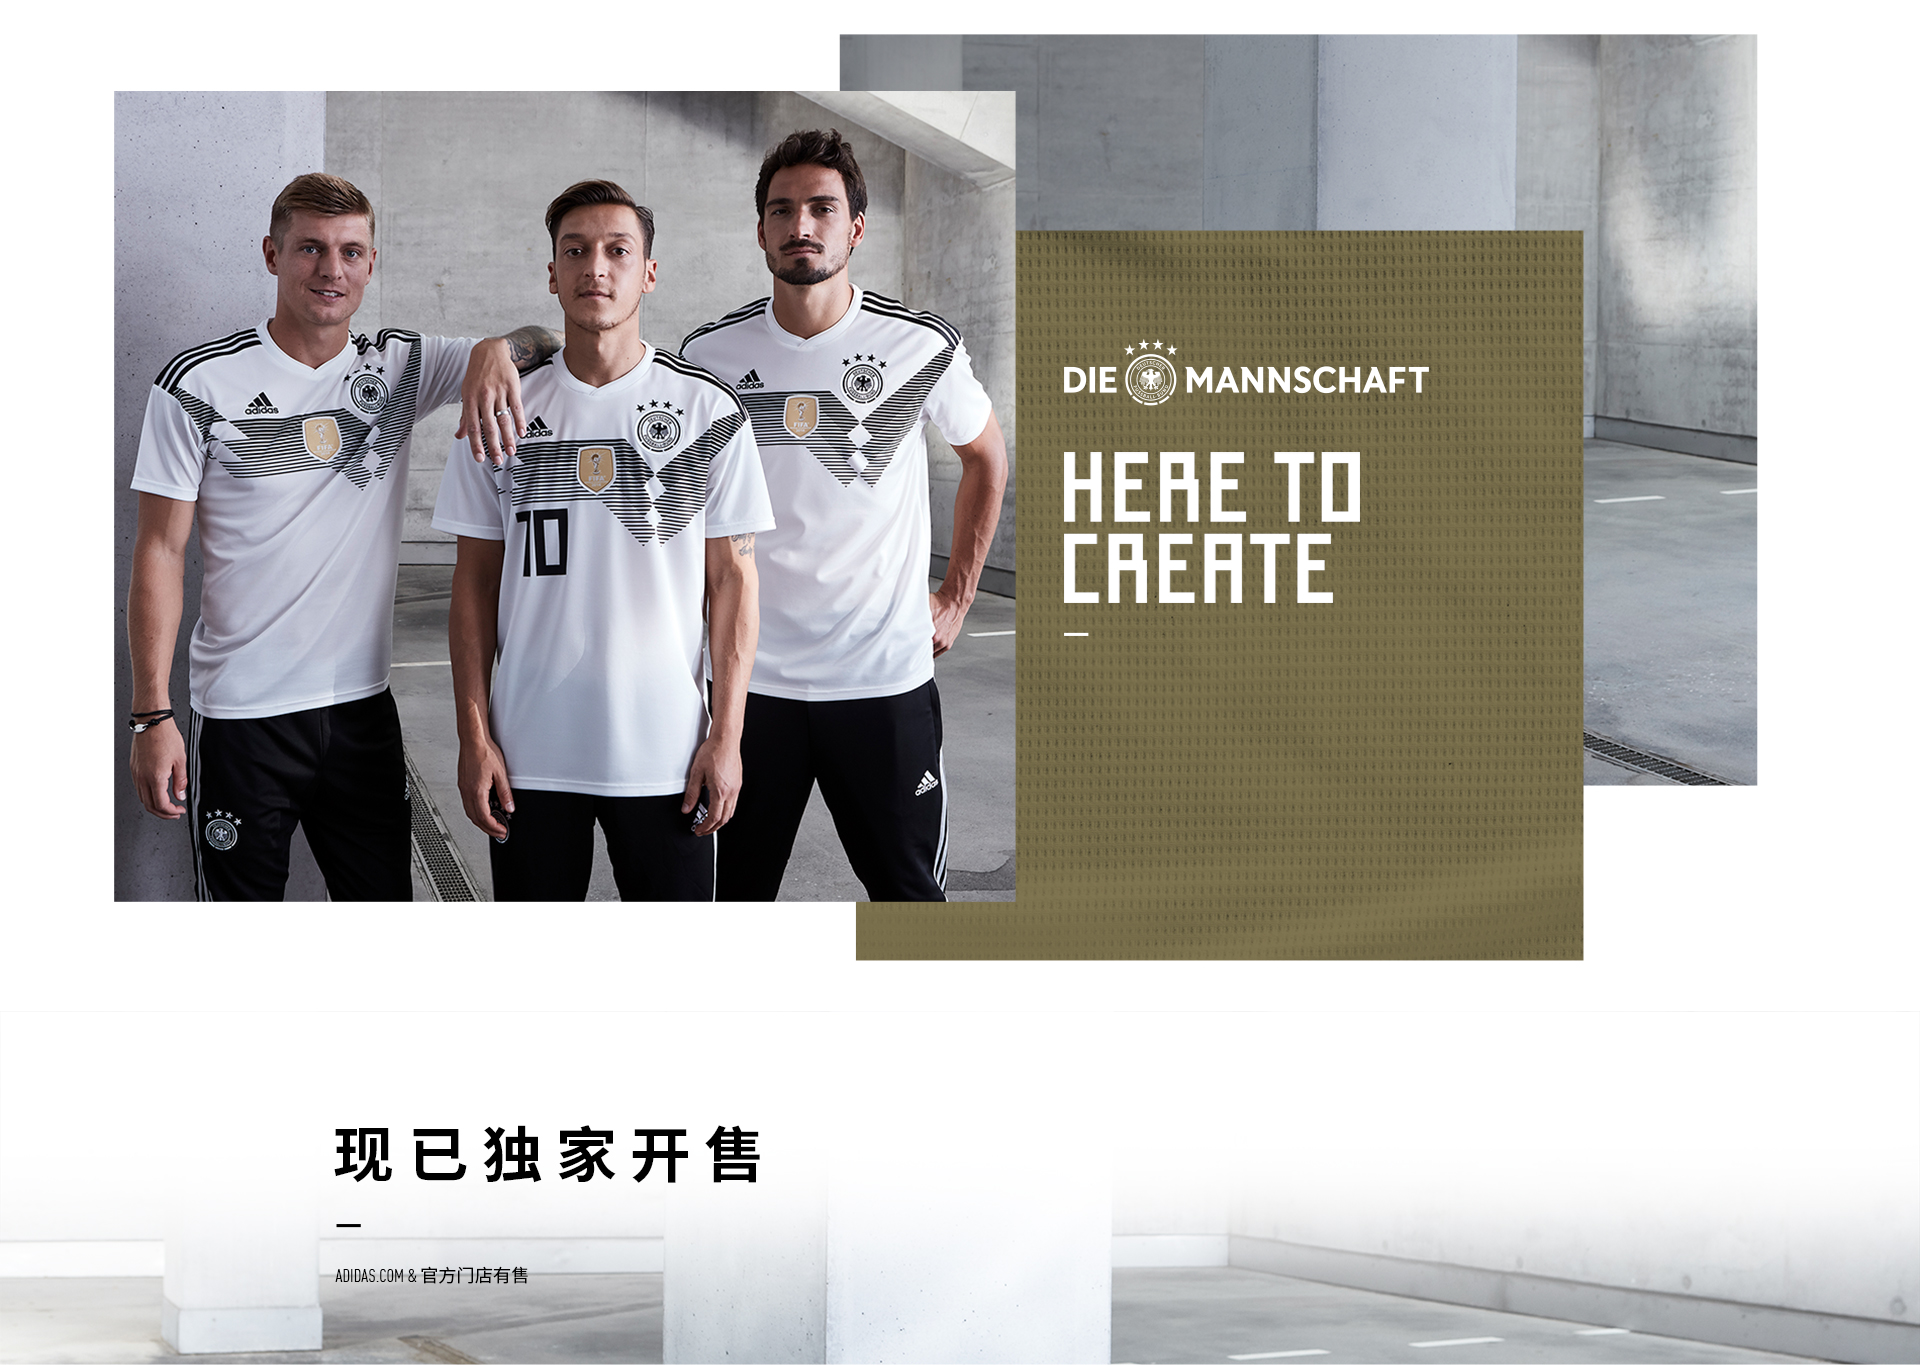 adidas
FIFA
adidas
FIFA
10
adidas
FIFA
adidas
DIE MANNSCHAFT
HERE TO
CREATE
现已独家开售
ADIDAS.COM & 官方门店有售